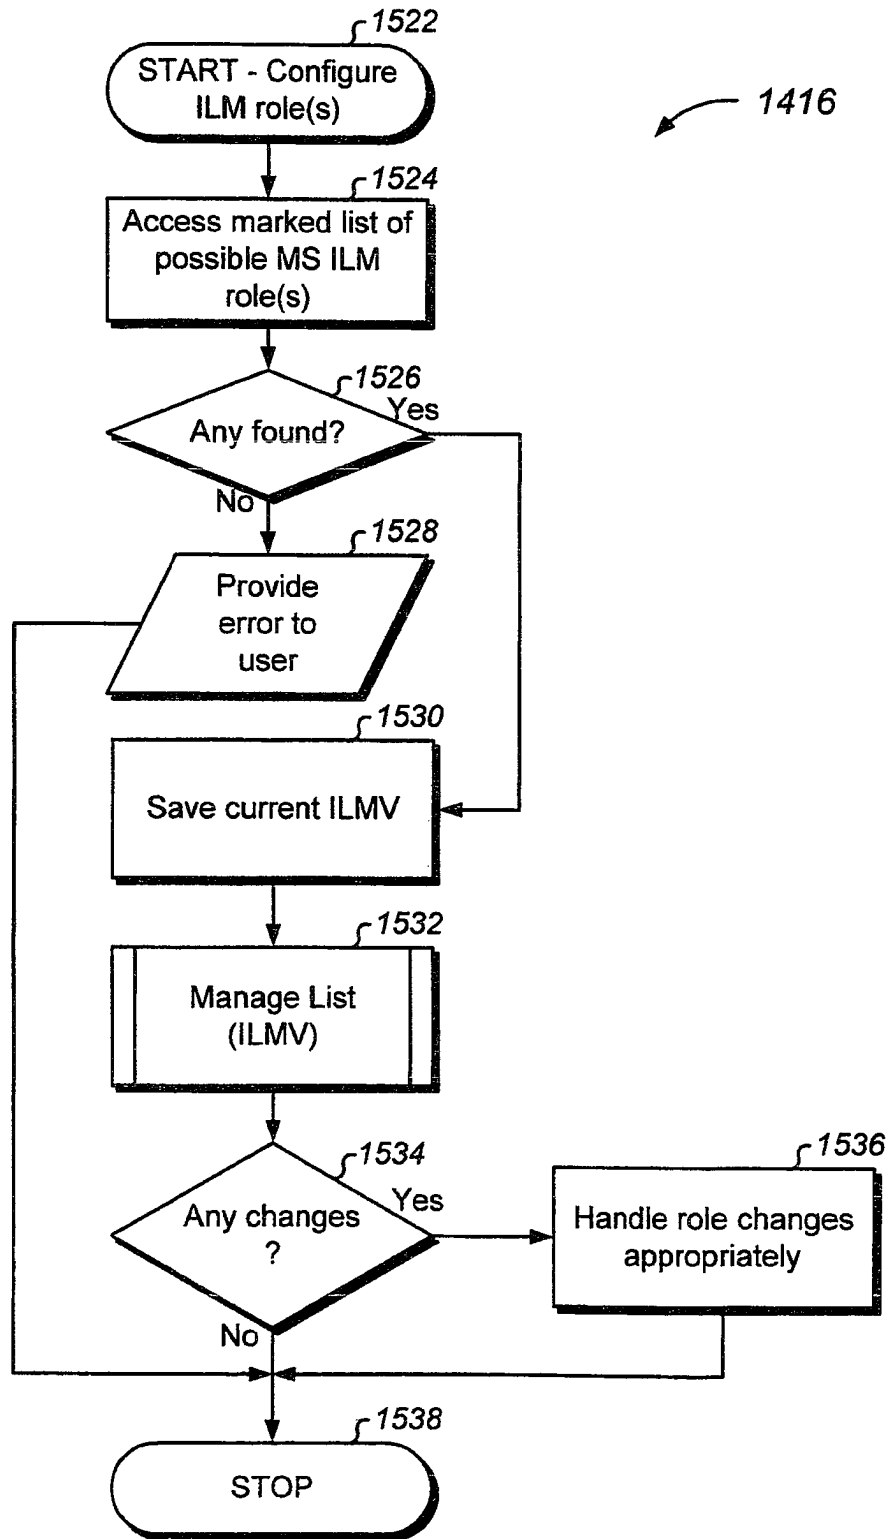 1522
START - Configure
ILM role(s)
1416
1524
Access marked list of
possible MS ILM
role(s)
1526
Yes
Any found?
No
1528
Provide
error to
user
1530
Save current ILMV
1532
Manage List
(ILMV)
1534
Yes
Any changes
?
No
1536
Handle role changes
appropriately
1538
STOP